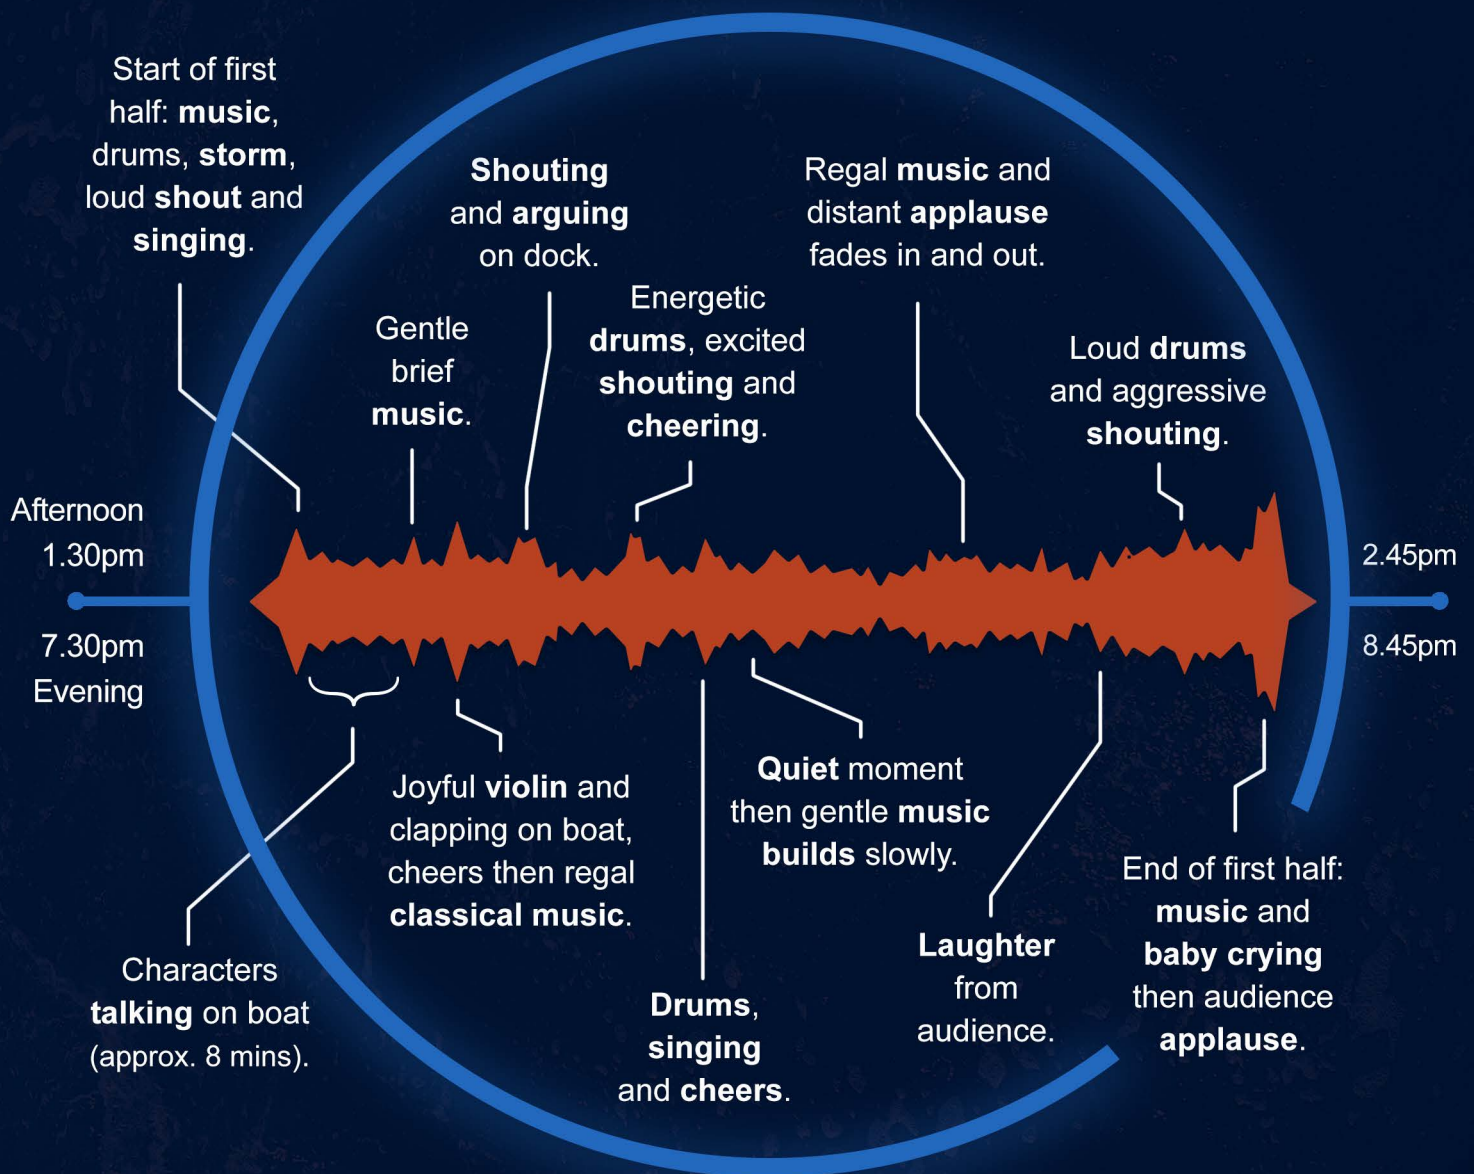 Start of first
half: music,
drums, storm,
loud shout and
singing.
Gentle
brief
music.
Shouting
and arguing
on dock.
Energetic
drums, excited
shouting and
cheering.
Regal music and
distant applause
fades in and out.
Loud drums
and aggressive
shouting.
Afternoon
1.30pm
7.30pm
Evening
2.45pm
8.45pm
Characters
talking on boat
(approx. 8 mins).
Joyful violin and
clapping on boat,
cheers then regal
classical music.
Drums,
singing
and cheers.
Quiet moment
then gentle music
builds slowly.
Laughter
from
audience.
End of first half:
music and
baby crying
then audience
applause.